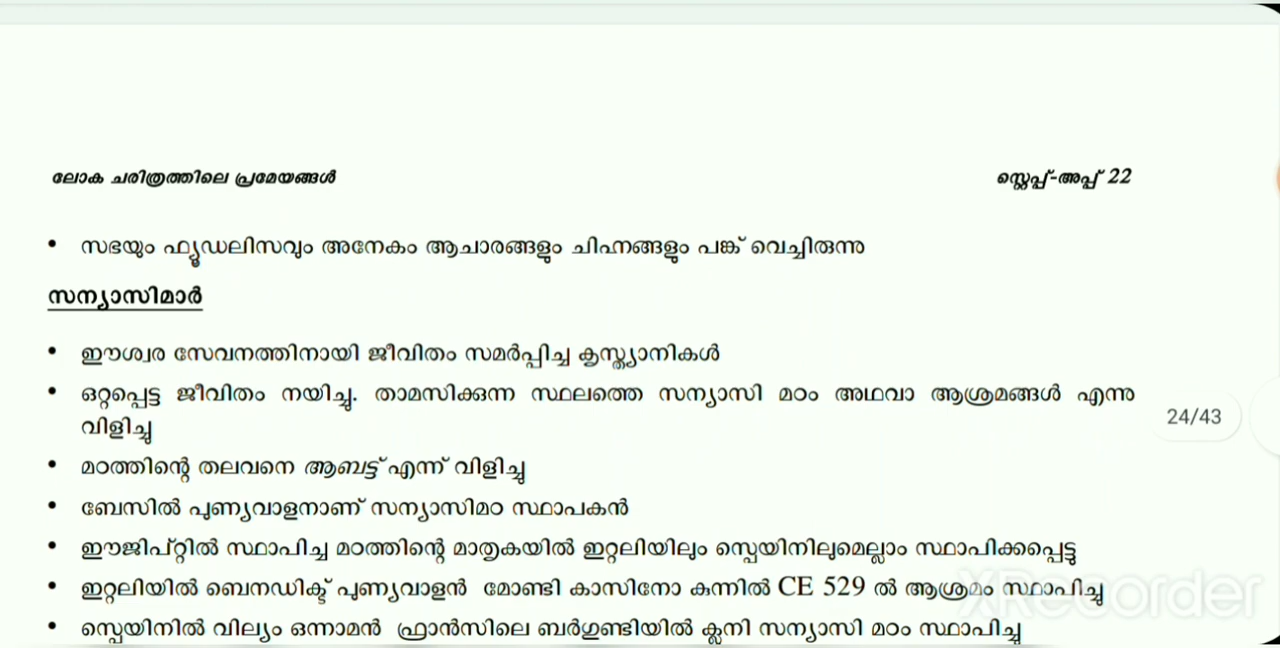 ലോക ചരിത്രത്തിലെ പ്രമേയങ്ങൾ
സ്റ്റെപ്പ്-അപ്പ് 22
• സഭയും ഫ്യൂഡലിസവും അനേകം ആചാരങ്ങളും ചിഹ്നങ്ങളും പങ്ക് വെച്ചിരുന്നു
സന്യാസിമാർ
• ഈശ്വര സേവനത്തിനായി ജീവിതം സമർപ്പിച്ച കൃസ്ത്യാനികൾ
• ഒറ്റപ്പെട്ട ജീവിതം നയിച്ചു. താമസിക്കുന്ന സ്ഥലത്തെ സന്യാസി മഠം അഥവാ ആശ്രമങ്ങൾ എന്നു
വിളിച്ചു
24/43
• മഠത്തിന്റെ തലവനെ ആബട്ട് എന്ന് വിളിച്ചു
• ബേസിൽ പുണ്യവാളനാണ് സന്യാസിമഠ സ്ഥാപകൻ
• ഈജിപ്റ്റിൽ സ്ഥാപിച്ച മഠത്തിന്റെ മാതൃകയിൽ ഇറ്റലിയിലും സ്പെയിനിലുമെല്ലാം സ്ഥാപിക്കപ്പെട്ടു
• ഇറ്റലിയിൽ ബെനഡിക്ട് പുണ്യവാളൻ മോണ്ടി കാസിനോ കുന്നിൽ CE 529 ൽ ആശ്രമം സ്ഥാപിച്ചു
• സ്പെയിനിൽ വില്യം ഒന്നാമൻ ഫ്രാൻസിലെ ബർഗുണ്ടിയിൽ ക്ലനി സന്യാസി മഠം സ്ഥാപിച്ചു
XRecorder